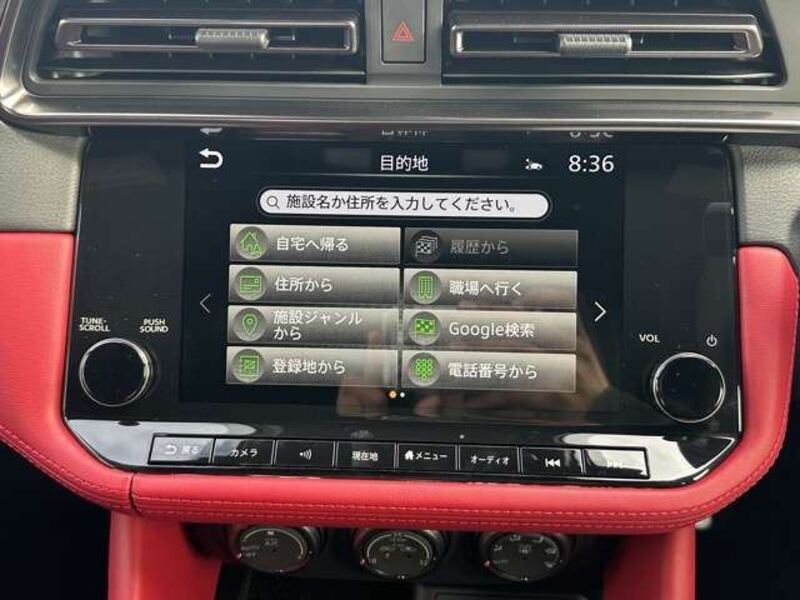 目的地
8:36
施設名か住所を入力してください。
自宅へ帰る
履歴から
住所から
職場へ行く
施設ジャンル
から
Google検索
登録地から
電話番号から
TUNE・
SCROLL
PUSH
SOUND
VOL
戻る
カメラ
現在地
メニュー
オーディオ